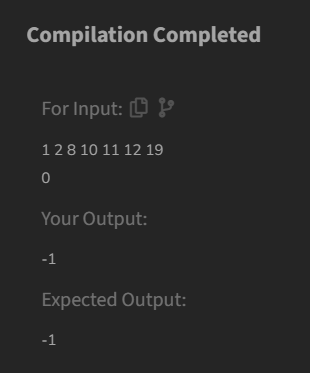 Compilation Completed
For Input:
1 2 8 10 11 12 19
0
Your Output:
-1
Expected Output:
-1